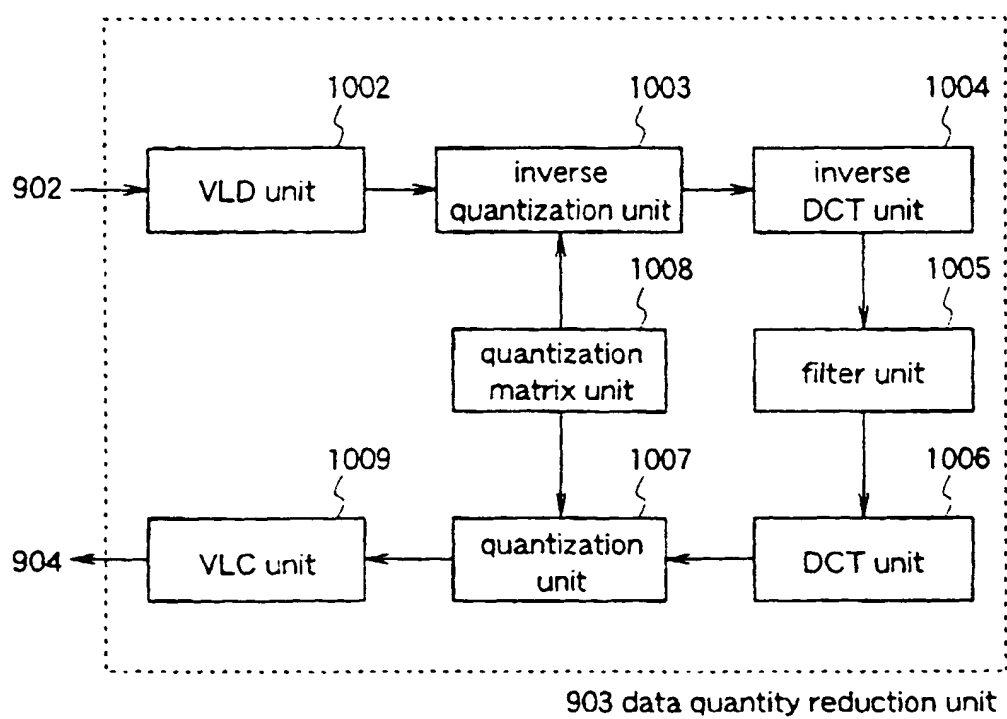 1002
1003
1004
902
VLD unit
inverse
quantization unit
inverse
DCT unit
1008
1005
quantization
matrix unit
filter unit
1009
1007
1006
904
VLC unit
quantization
unit
DCT unit
903 data quantity reduction unit